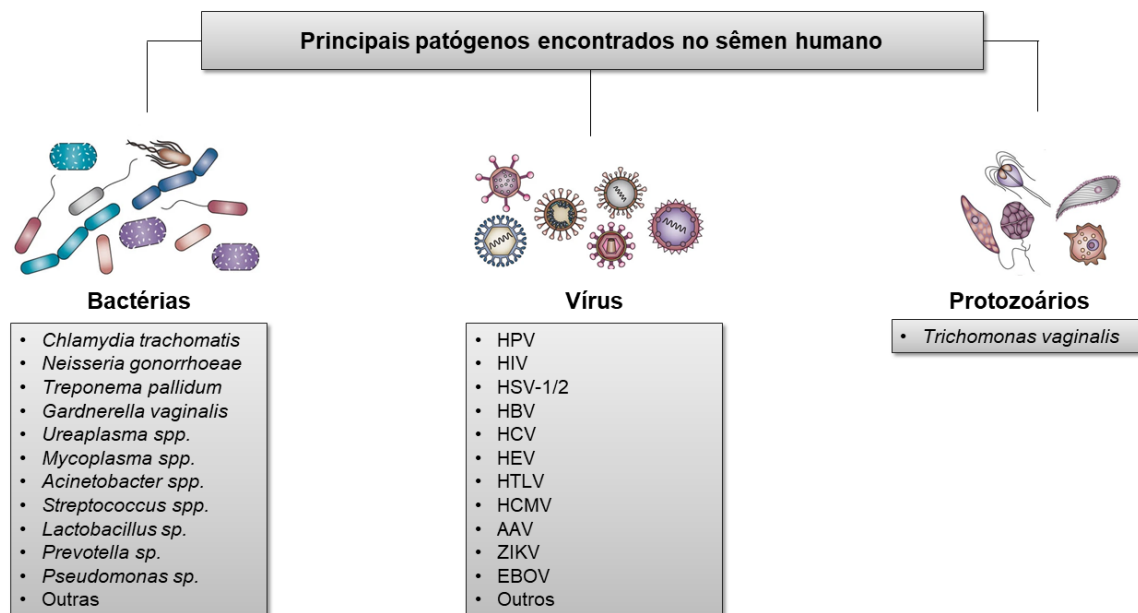 Principais patógenos encontrados no sêmen humano
Bactérias
• Chlamydia trachomatis
• Neisseria gonorrhoeae
• Treponema pallidum
• Gardnerella vaginalis
• Ureaplasma spp.
• Mycoplasma spp.
• Acinetobacter spp.
• Streptococcus spp.
• Lactobacillus sp.
• Prevotella sp.
• Pseudomonas sp.
• Outras
Vírus
• HPV
• HIV
• HSV-1/2
• HBV
• HCV
• HEV
• HTLV
• HCMV
• AAV
• ZIKV
• EBOV
• Outros
Protozoários
• Trichomonas vaginalis